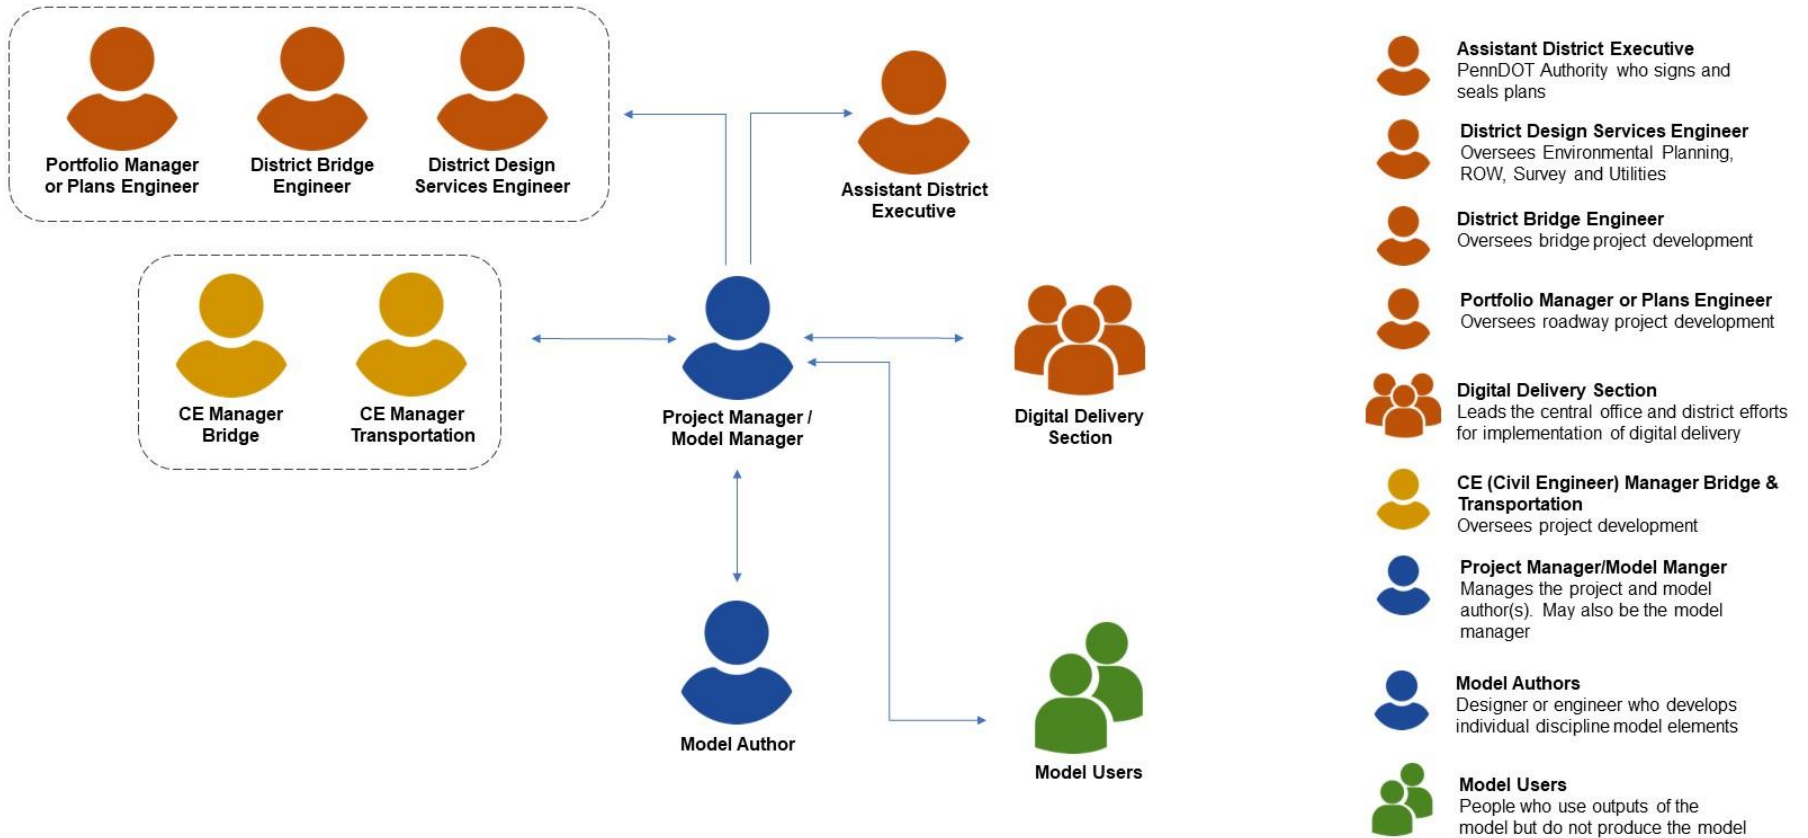 Portfolio Manager
or Plans Engineer
District Bridge
Engineer
District Design
Services Engineer
Assistant District
Executive
CE Manager
Bridge
CE Manager
Transportation
Project Manager /
Model Manager
Digital Delivery
Section
Model Author
Model Users
Assistant District Executive
PennDOT Authority who signs and
seals plans
District Design Services Engineer
Oversees Environmental Planning,
ROW, Survey and Utilities
District Bridge Engineer
Oversees bridge project development
Portfolio Manager or Plans Engineer
Oversees roadway project development
Digital Delivery Section
Leads the central office and district efforts
for implementation of digital delivery
CE (Civil Engineer) Manager Bridge &
Transportation
Oversees project development
Project Manager/Model Manger
Manages the project and model
author(s). May also be the model
manager
Model Authors
Designer or engineer who develops
individual discipline model elements
Model Users
People who use outputs of the
model but do not produce the model